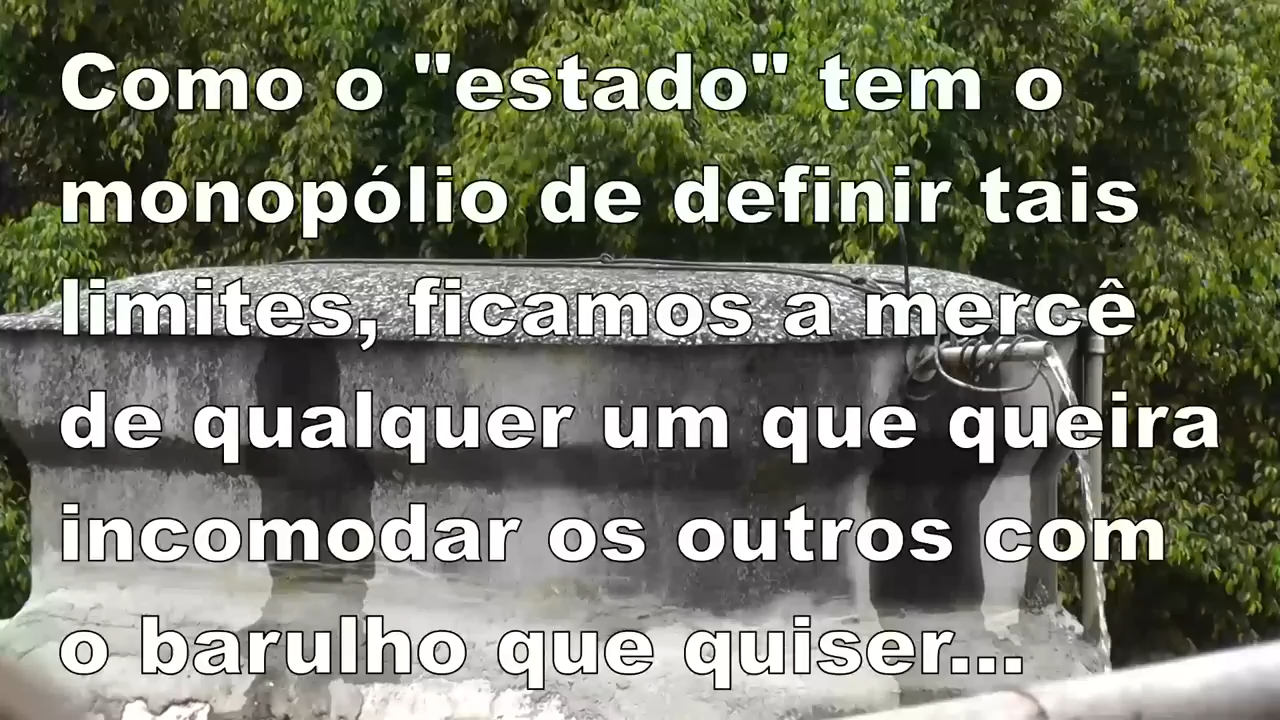 Como o "estado" tem o
monopólio de definir tais
limites, ficamos a mercê
de qualquer um que queira
incomodar os outros com
o barulho que quiser...